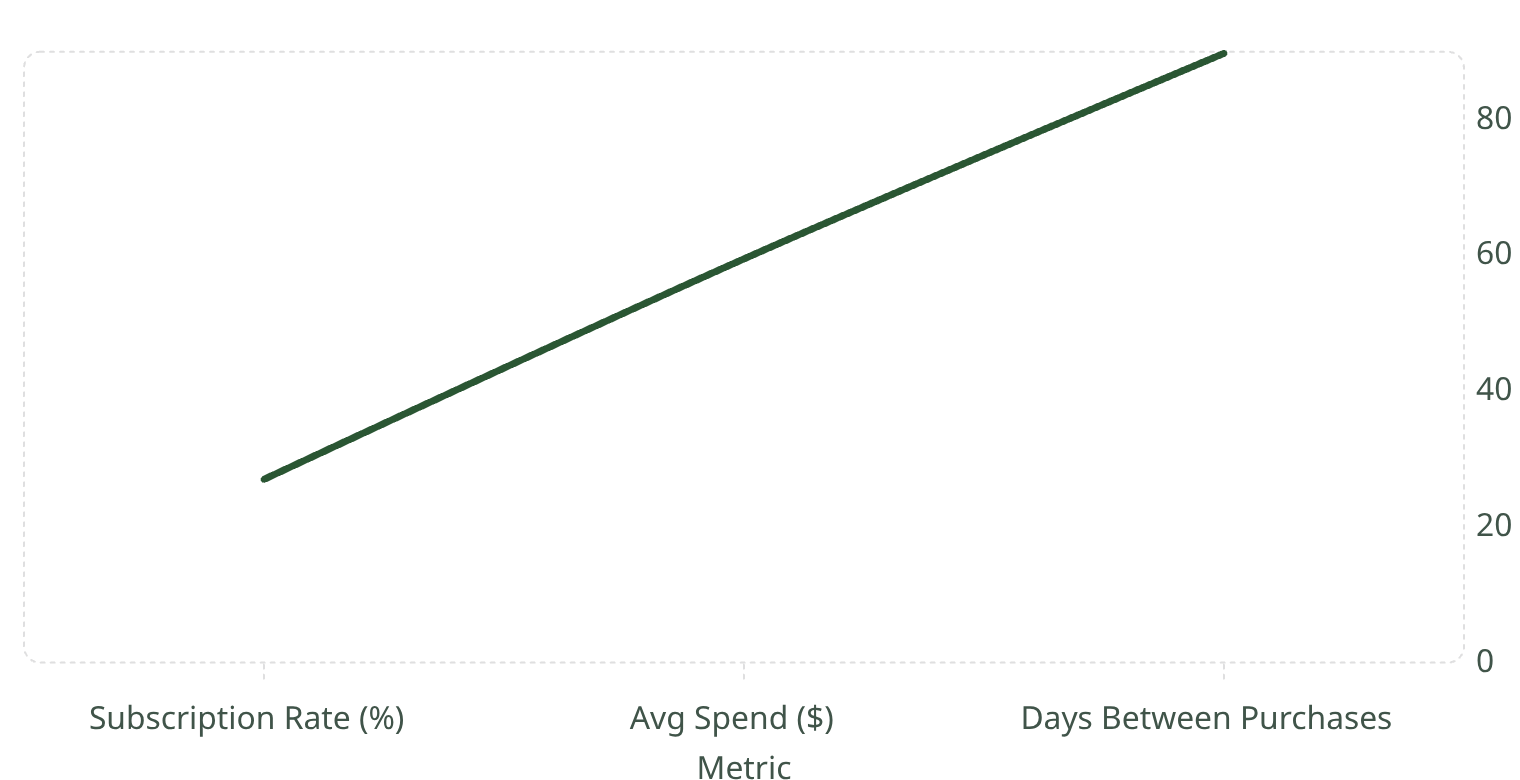 80
60
40
20
0
Subscription Rate (%) Avg Spend ($) Days Between Purchases
Metric